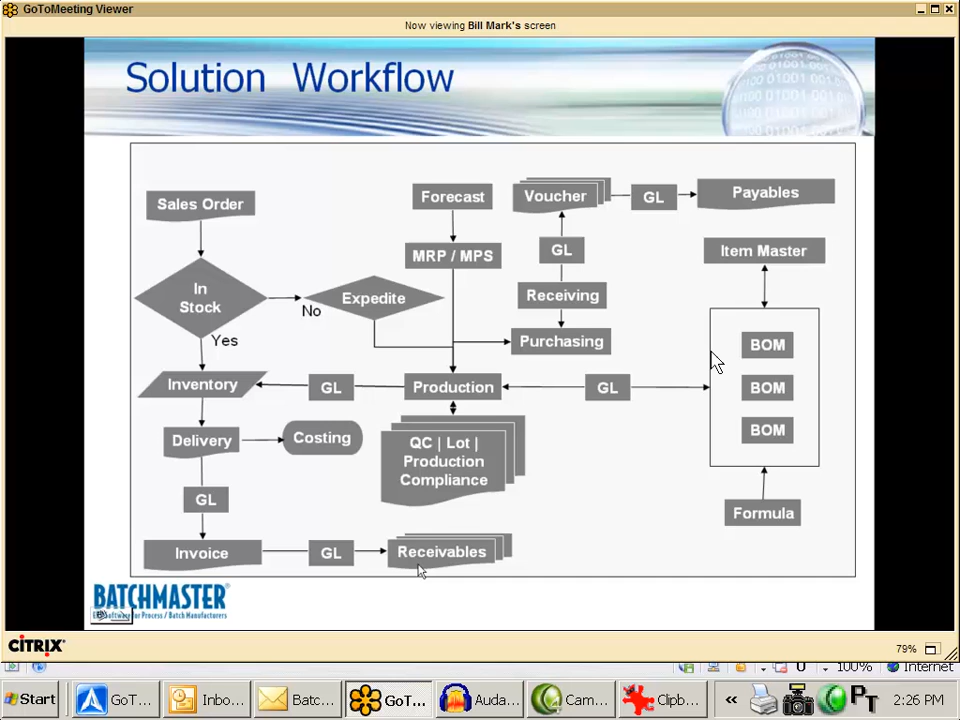 GoToMeeting Viewer
Now viewing Bill Mark's screen
Solution Workflow
Sales Order
Forecast
Voucher
GL
Payables
MRP / MPS
GL
Item Master
In
Stock
No
Expedite
Receiving
Yes
Purchasing
BOM
Inventory
GL
Production
GL
BOM
Delivery
Costing
QC | Lot |
Production
Compliance
BOM
GL
Formula
Invoice
GL
Receivables
BATCHMASTER®
CITRIX®
79%
U
100%
Internet
Start
GoT...
Inbo...
Batc...
GoT...
Auda...
Cam...
Clipb...
«
PT
2:26 PM